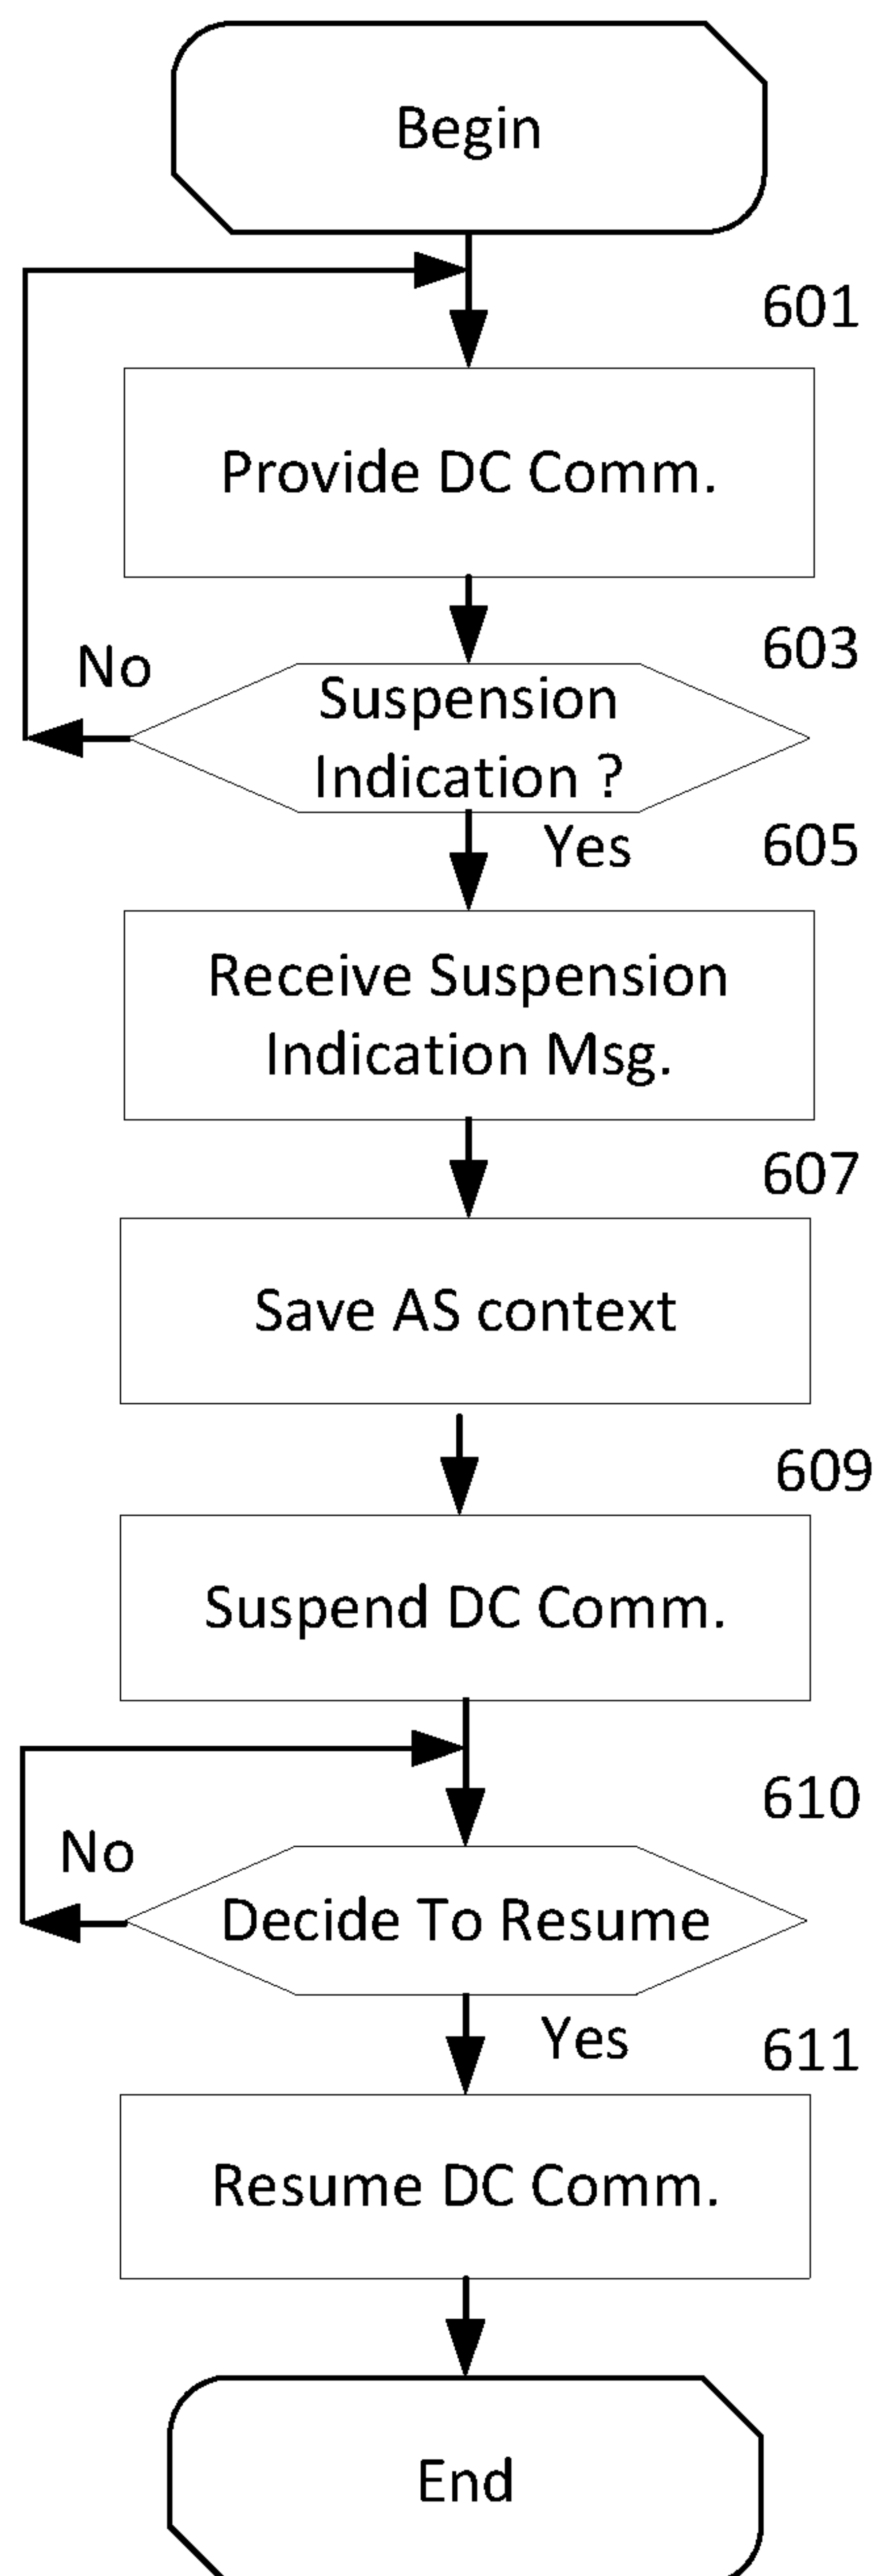 Begin
601
Provide DC Comm.
603
No
Suspension
Indication ?
Yes
605
Receive Suspension
Indication Msg.
607
Save AS context
609
Suspend DC Comm.
610
No
Decide To Resume
Yes
611
Resume DC Comm.
End